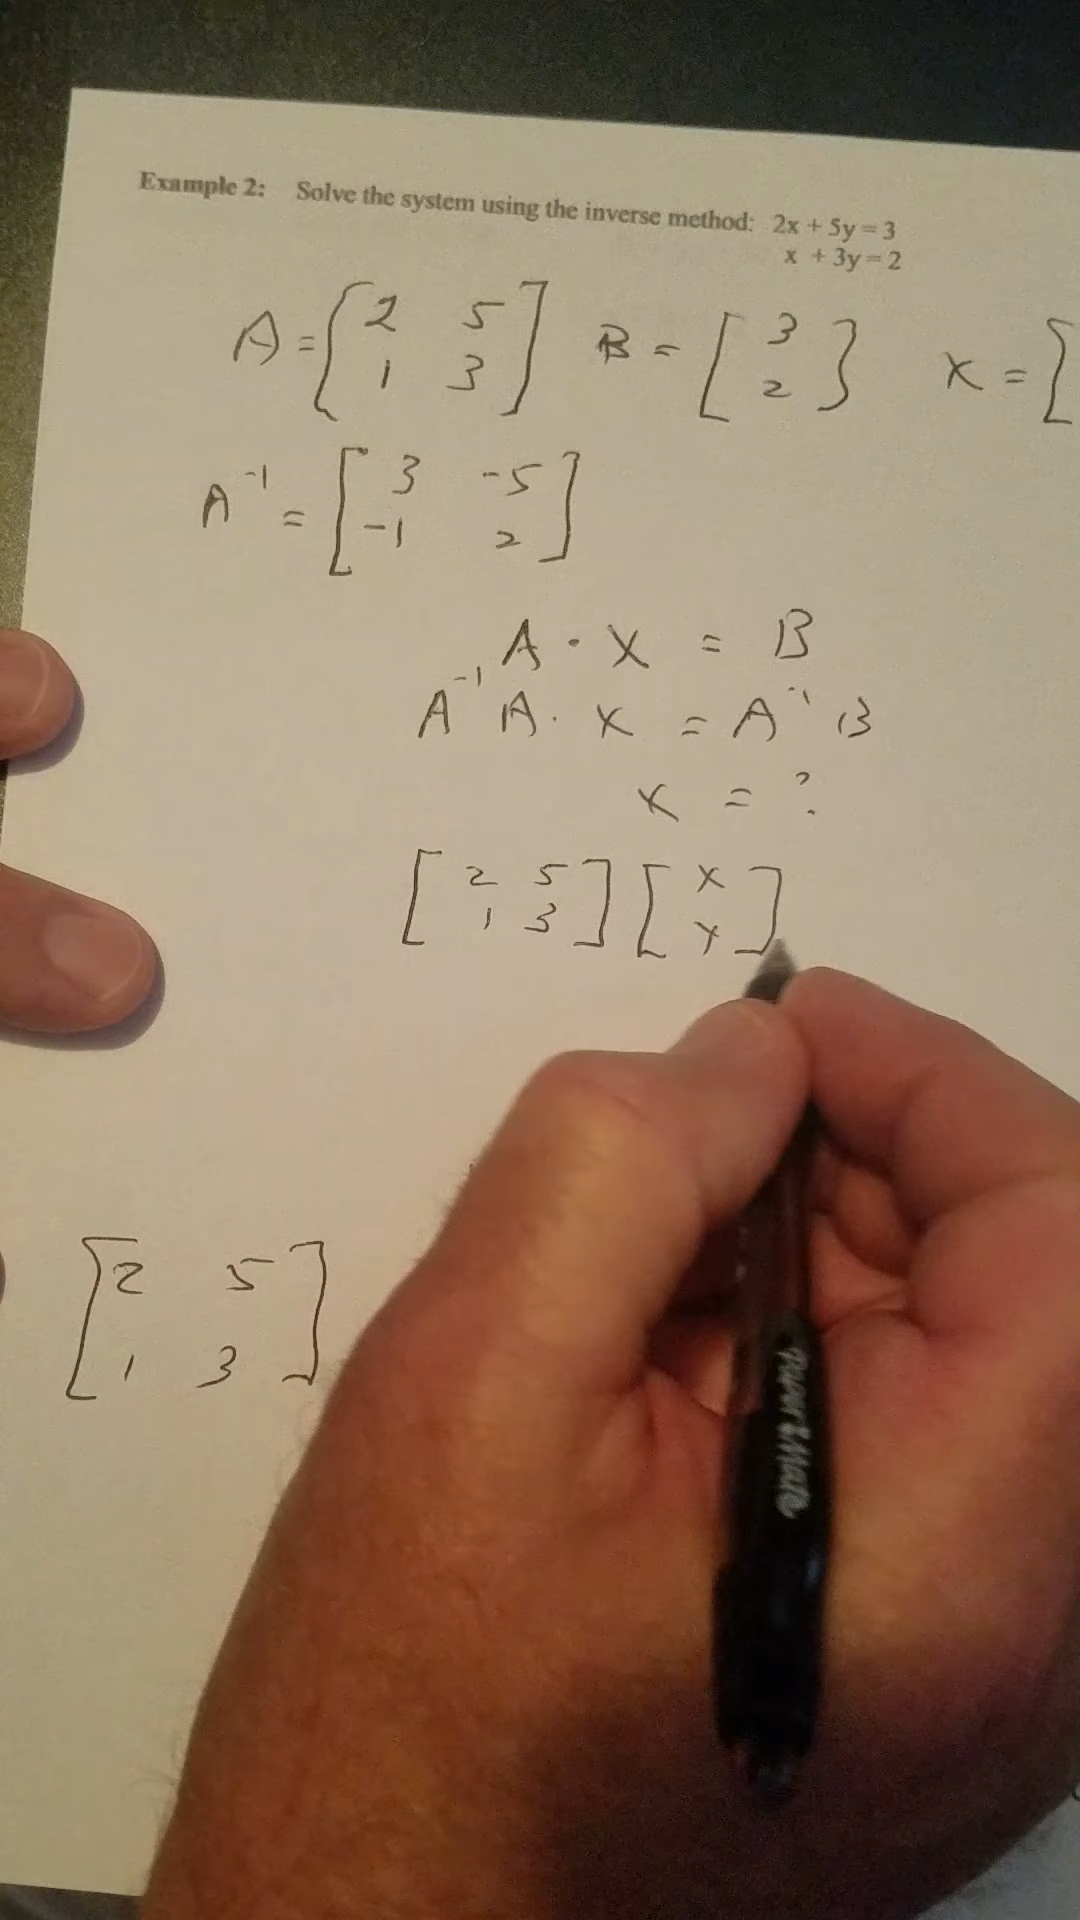 Example 2: Solve the system using the inverse method: 2x + 5y = 3
x + 3y = 2
A = [ 2 5 ] B = [ 3 ] X = [
1 3 2
A⁻¹ = [ 3 -5 ]
-1 2
A · X = B
A⁻¹ A · X = A⁻¹ B
X = ?
[ 2 5 ] [ X ]
1 3 Y
[ 2 5 ]
1 3
PaperMate